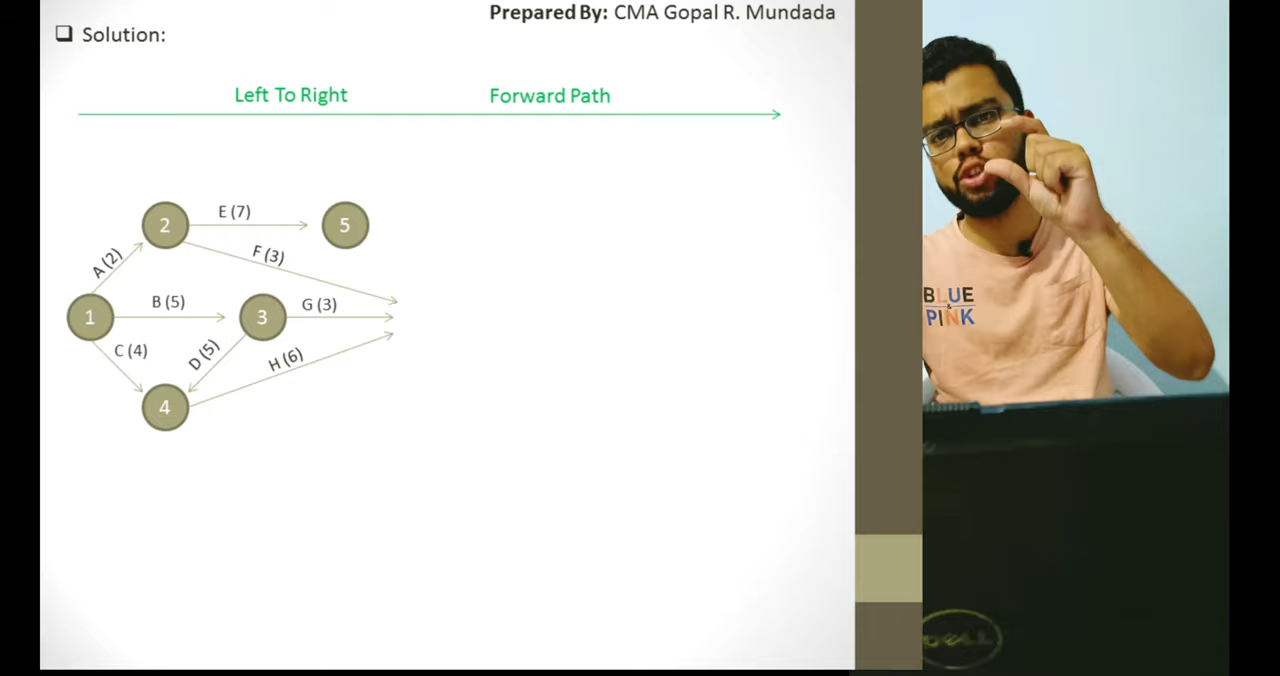 Prepared By: CMA Gopal R. Mundada
❑ Solution:
Left To Right Forward Path
E (7)
2
5
A (2)
F (3)
B (5)
G (3)
1
3
C (4)
D (5)
H (6)
4
BLUE
&
PINK
DELL